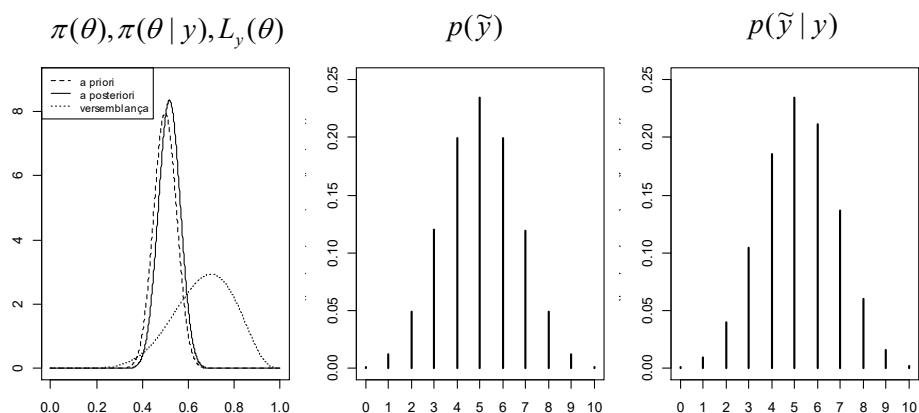 π(θ), π(θ | y), L_y(θ)
p(ỹ)
p(ỹ | y)
a priori
a posteriori
versemblança
8
6
4
2
0
0.0 0.2 0.4 0.6 0.8 1.0
0.25
0.20
0.15
0.10
0.05
0.00
0 1 2 3 4 5 6 7 8 9 10
0.25
0.20
0.15
0.10
0.05
0.00
0 1 2 3 4 5 6 7 8 9 10